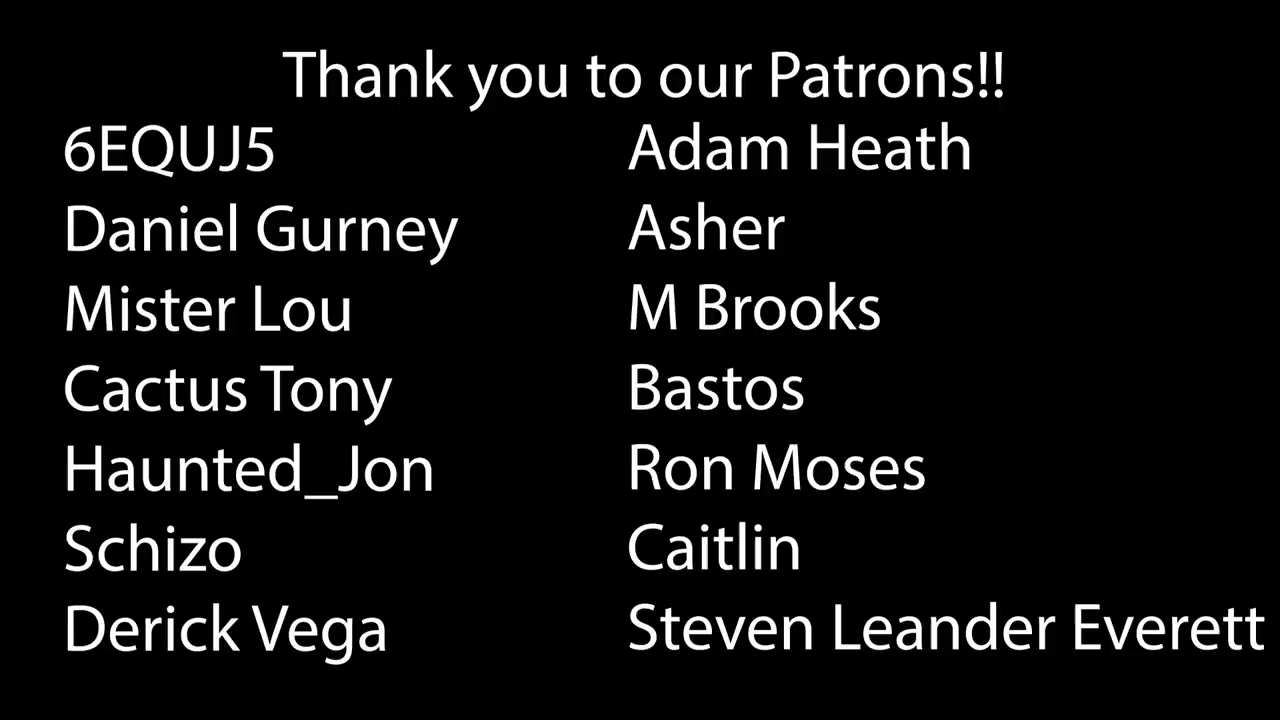 Thank you to our Patrons!!
6EQUJ5
Daniel Gurney
Mister Lou
Cactus Tony
Haunted_Jon
Schizo
Derick Vega
Adam Heath
Asher
M Brooks
Bastos
Ron Moses
Caitlin
Steven Leander Everett